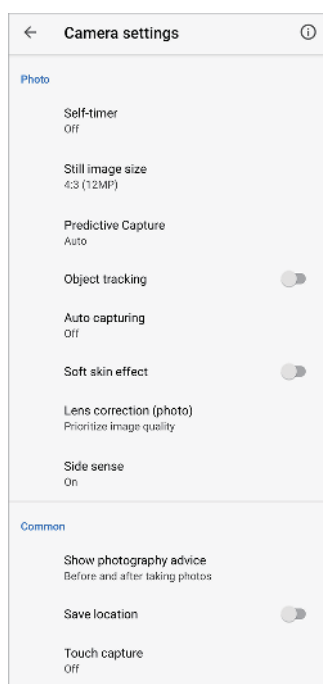 Camera settings
Photo
Self-timer
Off
Still image size
4:3 (12MP)
Predictive Capture
Auto
Object tracking
Auto capturing
Off
Soft skin effect
Lens correction (photo)
Prioritize image quality
Side sense
On
Common
Show photography advice
Before and after taking photos
Save location
Touch capture
Off